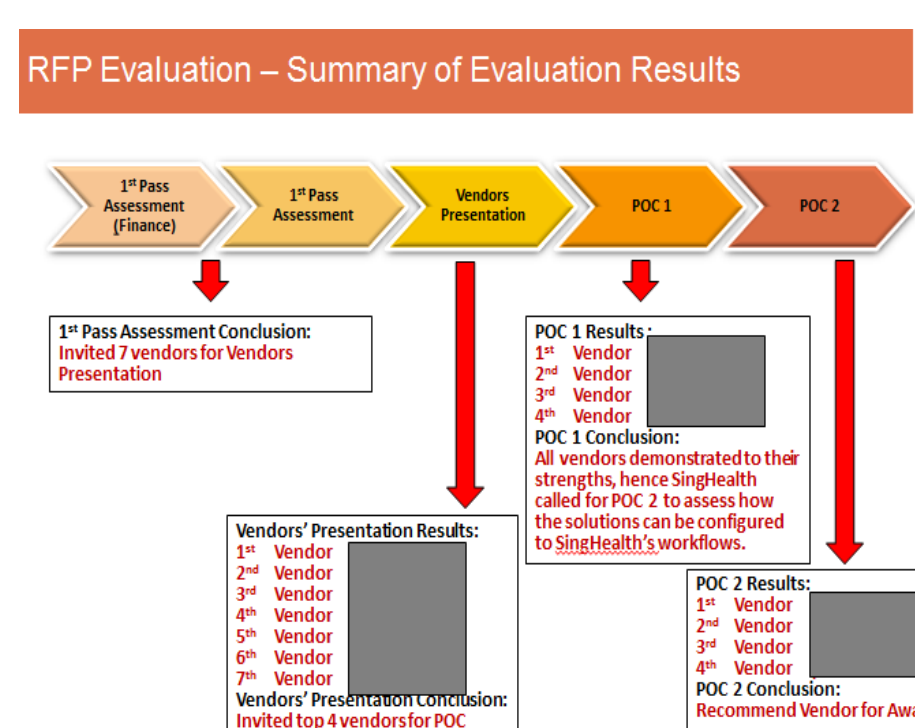 RFP Evaluation – Summary of Evaluation Results
1st Pass
Assessment
(Finance)
1st Pass
Assessment
Vendors
Presentation
POC 1
POC 2
1st Pass Assessment Conclusion:
Invited 7 vendors for Vendors
Presentation
Vendors' Presentation Results:
1st Vendor
2nd Vendor
3rd Vendor
4th Vendor
5th Vendor
6th Vendor
7th Vendor
Vendors' Presentation Conclusion:
Invited top 4 vendors for POC
POC 1 Results :
1st Vendor
2nd Vendor
3rd Vendor
4th Vendor
POC 1 Conclusion:
All vendors demonstrated to their
strengths, hence SingHealth
called for POC 2 to assess how
the solutions can be configured
to SingHealth's workflows.
POC 2 Results:
1st Vendor
2nd Vendor
3rd Vendor
4th Vendor
POC 2 Conclusion:
Recommend Vendor for